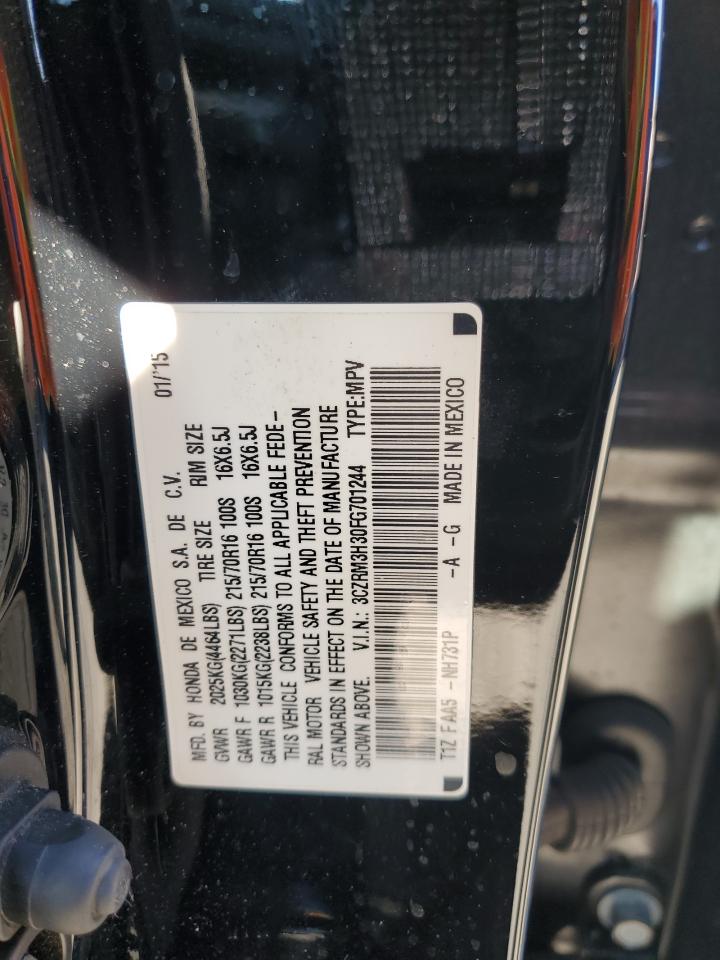 MFD. BY HONDA DE MEXICO S.A. DE C.V. 01/'15
GVWR 2025KG(4464LBS) TIRE SIZE RIM SIZE
GAWR F 1030KG(2271LBS) 215/70R16 100S 16X6.5J
GAWR R 1015KG(2238LBS) 215/70R16 100S 16X6.5J
THIS VEHICLE CONFORMS TO ALL APPLICABLE FEDE-
RAL MOTOR VEHICLE SAFETY AND THEFT PREVENTION
STANDARDS IN EFFECT ON THE DATE OF MANUFACTURE
SHOWN ABOVE. V.I.N.: 3CZRM3H30FG701244 TYPE:MPV
T1Z F AA5 -NH731P -A -G MADE IN MEXICO